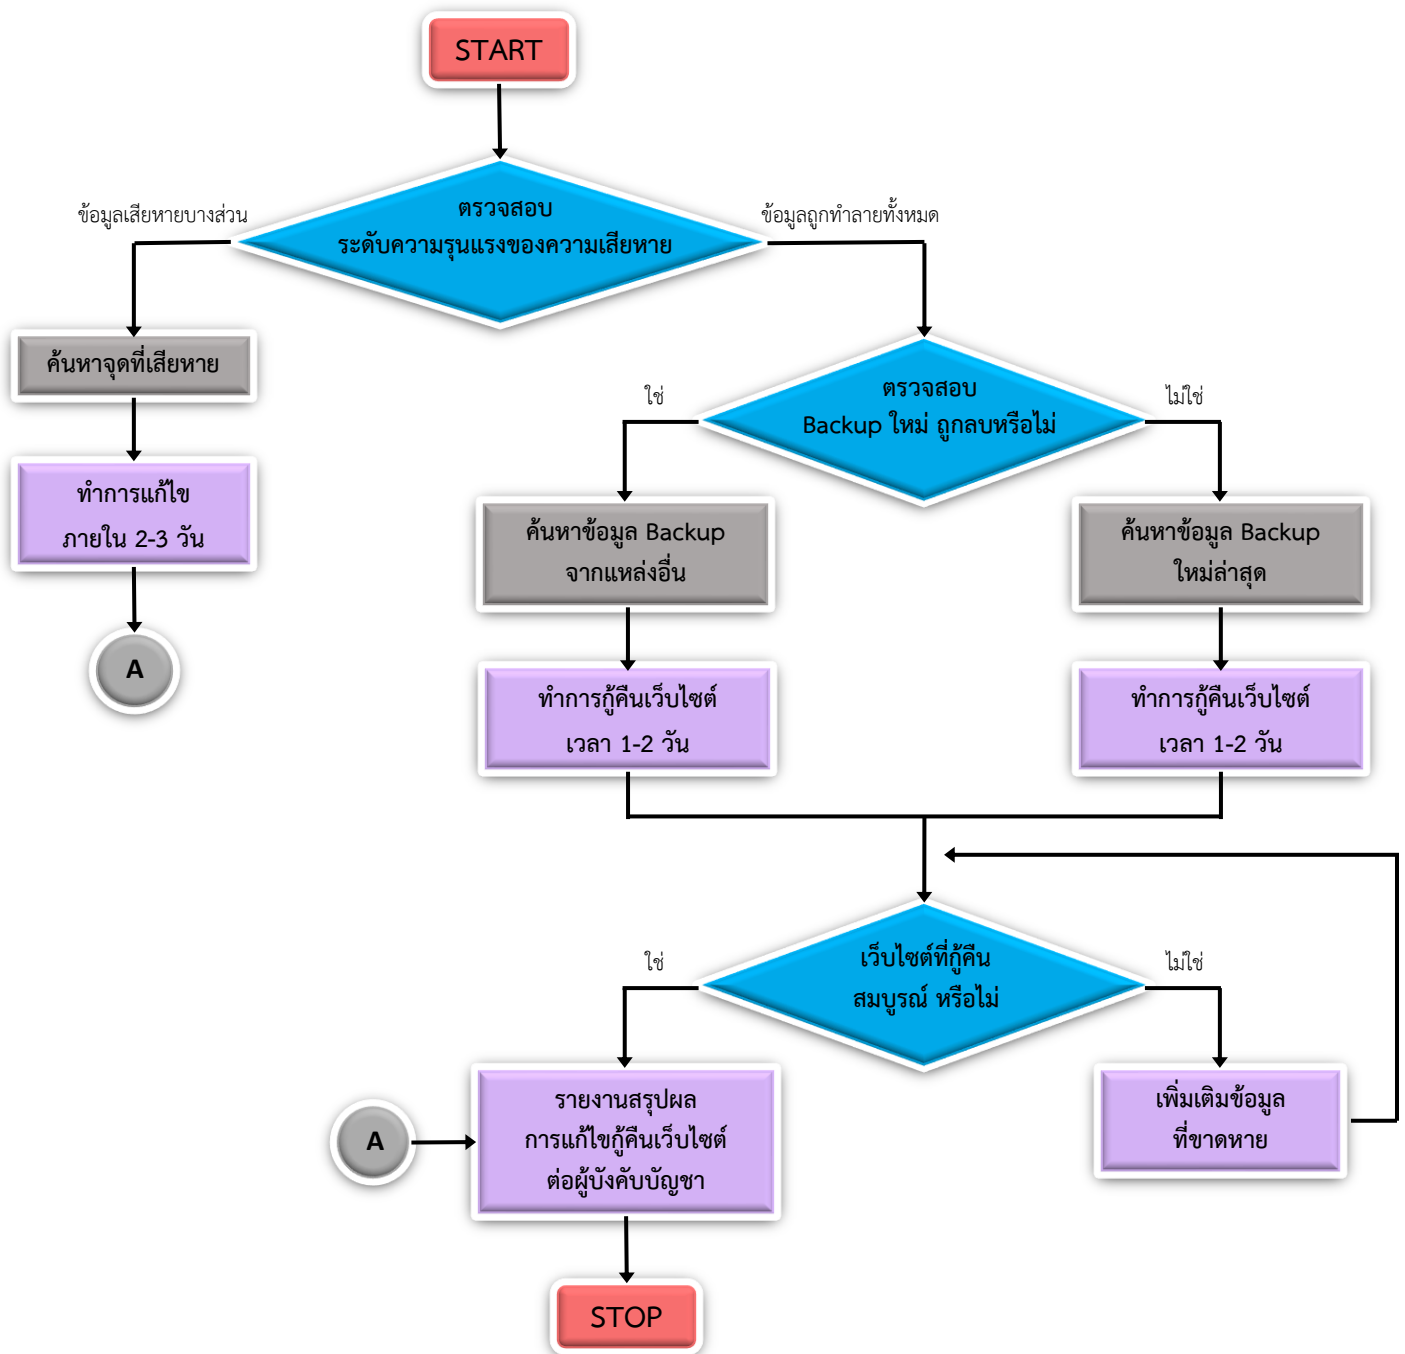 START
ตรวจสอบ
ระดับความรุนแรงของความเสียหาย
ข้อมูลเสียหายบางส่วน
ข้อมูลถูกทำลายทั้งหมด
ค้นหาจุดที่เสียหาย
ทำการแก้ไข
ภายใน 2-3 วัน
A
ตรวจสอบ
Backup ใหม่ ถูกลบหรือไม่
ใช่
ไม่ใช่
ค้นหาข้อมูล Backup
จากแหล่งอื่น
ค้นหาข้อมูล Backup
ใหม่ล่าสุด
ทำการกู้คืนเว็บไซต์
เวลา 1-2 วัน
ทำการกู้คืนเว็บไซต์
เวลา 1-2 วัน
เว็บไซต์ที่กู้คืน
สมบูรณ์ หรือไม่
ใช่
ไม่ใช่
A
รายงานสรุปผล
การแก้ไขกู้คืนเว็บไซต์
ต่อผู้บังคับบัญชา
เพิ่มเติมข้อมูล
ที่ขาดหาย
STOP